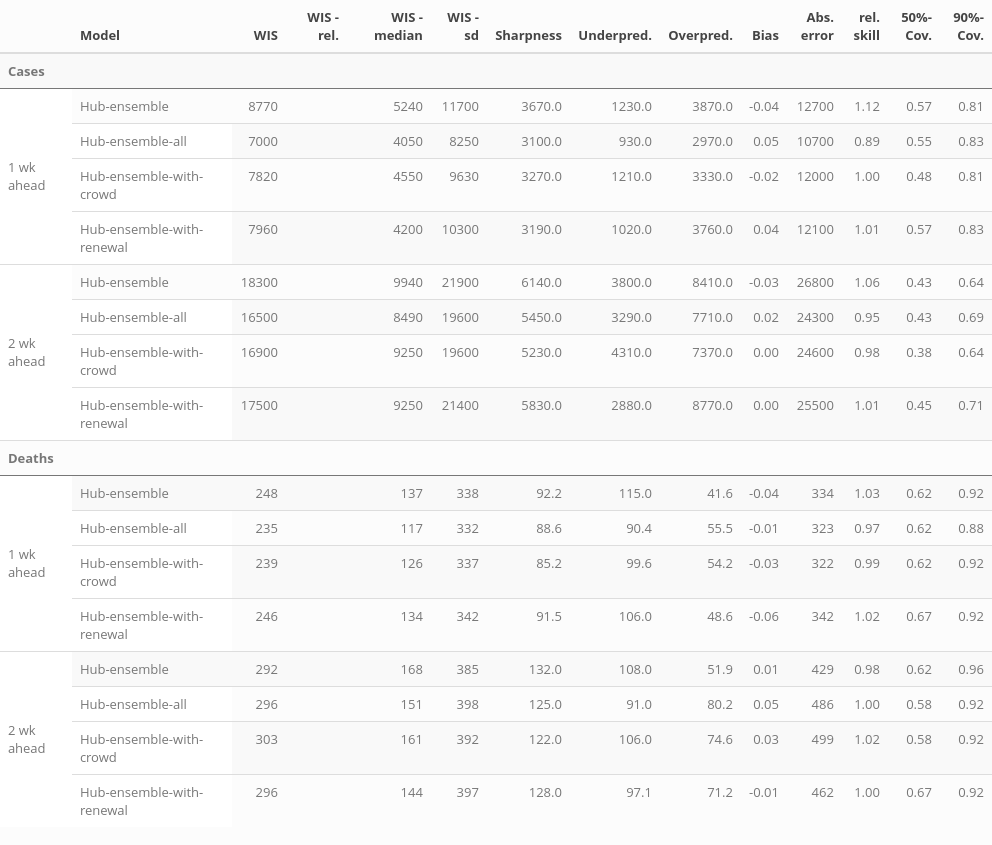 Model WIS WIS - rel. WIS - median WIS - sd Sharpness Underpred. Overpred. Bias Abs. error rel. skill 50%-Cov. 90%-Cov.
Cases
1 wk ahead
Hub-ensemble 8770 5240 11700 3670.0 1230.0 3870.0 -0.04 12700 1.12 0.57 0.81
Hub-ensemble-all 7000 4050 8250 3100.0 930.0 2970.0 0.05 10700 0.89 0.55 0.83
Hub-ensemble-with-crowd 7820 4550 9630 3270.0 1210.0 3330.0 -0.02 12000 1.00 0.48 0.81
Hub-ensemble-with-renewal 7960 4200 10300 3190.0 1020.0 3760.0 0.04 12100 1.01 0.57 0.83
2 wk ahead
Hub-ensemble 18300 9940 21900 6140.0 3800.0 8410.0 -0.03 26800 1.06 0.43 0.64
Hub-ensemble-all 16500 8490 19600 5450.0 3290.0 7710.0 0.02 24300 0.95 0.43 0.69
Hub-ensemble-with-crowd 16900 9250 19600 5230.0 4310.0 7370.0 0.00 24600 0.98 0.38 0.64
Hub-ensemble-with-renewal 17500 9250 21400 5830.0 2880.0 8770.0 0.00 25500 1.01 0.45 0.71
Deaths
1 wk ahead
Hub-ensemble 248 137 338 92.2 115.0 41.6 -0.04 334 1.03 0.62 0.92
Hub-ensemble-all 235 117 332 88.6 90.4 55.5 -0.01 323 0.97 0.62 0.88
Hub-ensemble-with-crowd 239 126 337 85.2 99.6 54.2 -0.03 322 0.99 0.62 0.92
Hub-ensemble-with-renewal 246 134 342 91.5 106.0 48.6 -0.06 342 1.02 0.67 0.92
2 wk ahead
Hub-ensemble 292 168 385 132.0 108.0 51.9 0.01 429 0.98 0.62 0.96
Hub-ensemble-all 296 151 398 125.0 91.0 80.2 0.05 486 1.00 0.58 0.92
Hub-ensemble-with-crowd 303 161 392 122.0 106.0 74.6 0.03 499 1.02 0.58 0.92
Hub-ensemble-with-renewal 296 144 397 128.0 97.1 71.2 -0.01 462 1.00 0.67 0.92